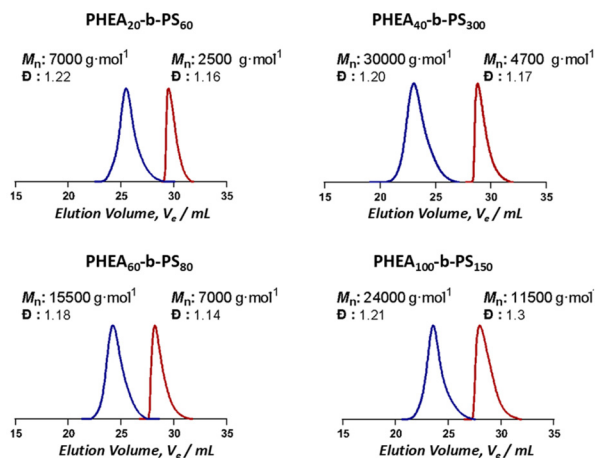 PHEA₂₀-b-PS₆₀
Mₙ: 7000 g·mol¹ Mₙ: 2500 g·mol¹
Đ : 1.22 Đ : 1.16
15 20 25 30 35
Elution Volume, Vₑ / mL
PHEA₄₀-b-PS₃₀₀
Mₙ: 30000 g·mol¹ Mₙ: 4700 g·mol¹
Đ : 1.20 Đ : 1.17
15 20 25 30 35
Elution Volume, Vₑ / mL
PHEA₆₀-b-PS₈₀
Mₙ: 15500 g·mol¹ Mₙ: 7000 g·mol¹
Đ : 1.18 Đ : 1.14
15 20 25 30 35
Elution Volume, Vₑ / mL
PHEA₁₀₀-b-PS₁₅₀
Mₙ: 24000 g·mol¹ Mₙ: 11500 g·mol¹
Đ : 1.21 Đ : 1.3
15 20 25 30 35
Elution Volume, Vₑ / mL